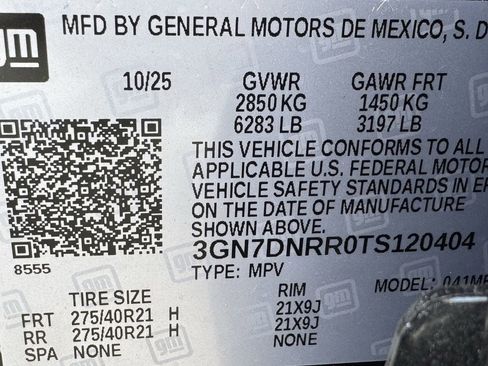 gm
MFD BY GENERAL MOTORS DE MEXICO, S. D
10/25 GVWR GAWR FRT
2850 KG 1450 KG
6283 LB 3197 LB
THIS VEHICLE CONFORMS TO ALL
APPLICABLE U.S. FEDERAL MOTOR
VEHICLE SAFETY STANDARDS IN EF
ON THE DATE OF MANUFACTURE
SHOWN ABOVE.
3GN7DNRR0TS120404
8555
TYPE: MPV MODEL:
TIRE SIZE RIM
FRT 275/40R21 H 21X9J
RR 275/40R21 H 21X9J
SPA NONE NONE